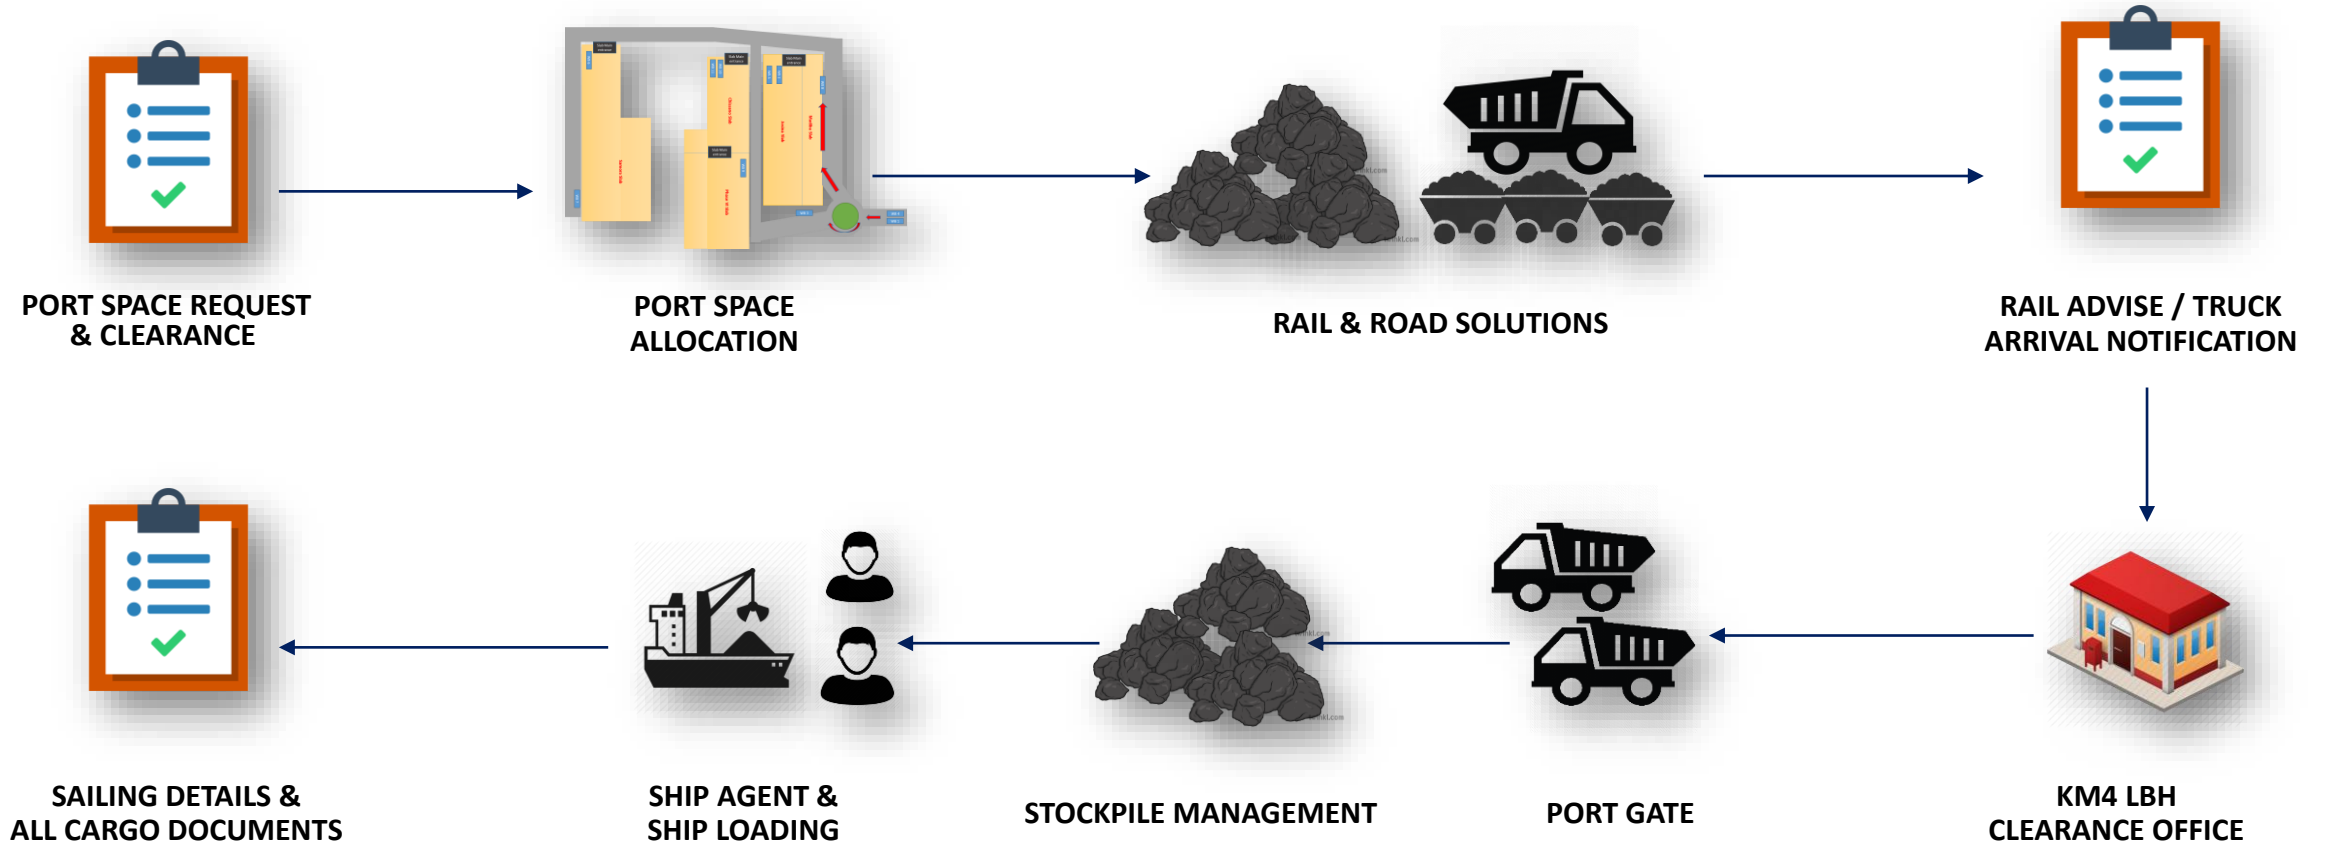 PORT SPACE REQUEST
& CLEARANCE
PORT SPACE
ALLOCATION
RAIL & ROAD SOLUTIONS
RAIL ADVISE / TRUCK
ARRIVAL NOTIFICATION
SAILING DETAILS &
ALL CARGO DOCUMENTS
SHIP AGENT &
SHIP LOADING
STOCKPILE MANAGEMENT
PORT GATE
KM4 LBH
CLEARANCE OFFICE